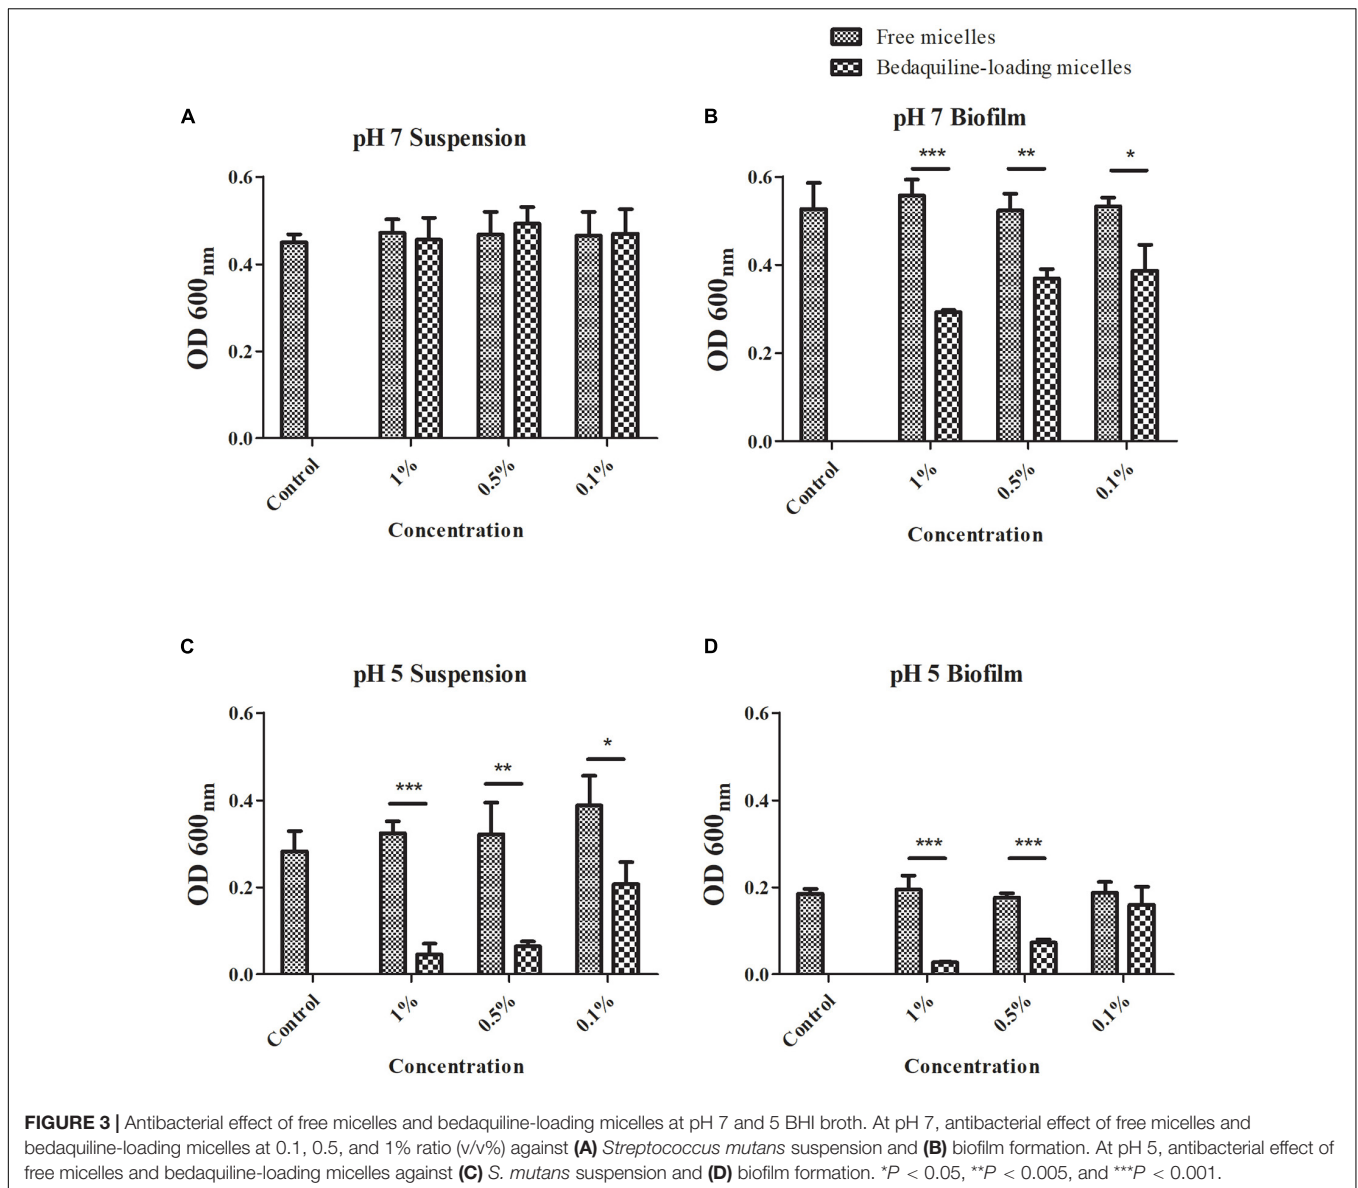 Free micelles
Bedaquiline-loading micelles
A
pH 7 Suspension
0.6
0.4
0.2
0.0
OD 600nm
Control
1%
0.5%
0.1%
Concentration
B
pH 7 Biofilm
***
**
*
0.6
0.4
0.2
0.0
OD 600nm
Control
1%
0.5%
0.1%
Concentration
C
pH 5 Suspension
***
**
*
0.6
0.4
0.2
0.0
OD 600nm
Control
1%
0.5%
0.1%
Concentration
D
pH 5 Biofilm
***
***
0.6
0.4
0.2
0.0
OD 600nm
Control
1%
0.5%
0.1%
Concentration
FIGURE 3 | Antibacterial effect of free micelles and bedaquiline-loading micelles at pH 7 and 5 BHI broth. At pH 7, antibacterial effect of free micelles and
bedaquiline-loading micelles at 0.1, 0.5, and 1% ratio (v/v%) against (A) Streptococcus mutans suspension and (B) biofilm formation. At pH 5, antibacterial effect of
free micelles and bedaquiline-loading micelles against (C) S. mutans suspension and (D) biofilm formation. *P < 0.05, **P < 0.005, and ***P < 0.001.